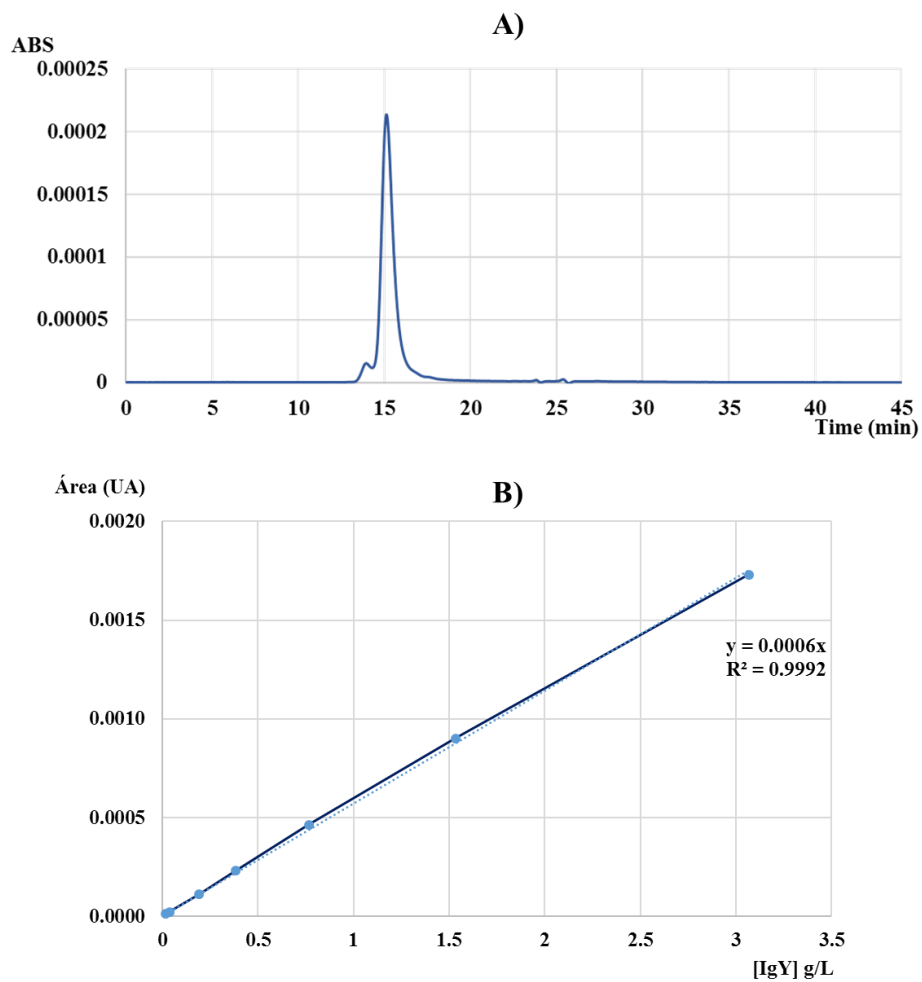 A)
ABS
0.00025
0.0002
0.00015
0.0001
0.00005
0
0 5 10 15 20 25 30 35 40 45
Time (min)
B)
Área (UA)
0.0020
0.0015
y = 0.0006x
R² = 0.9992
0.0010
0.0005
0.0000
0 0.5 1 1.5 2 2.5 3 3.5
[IgY] g/L